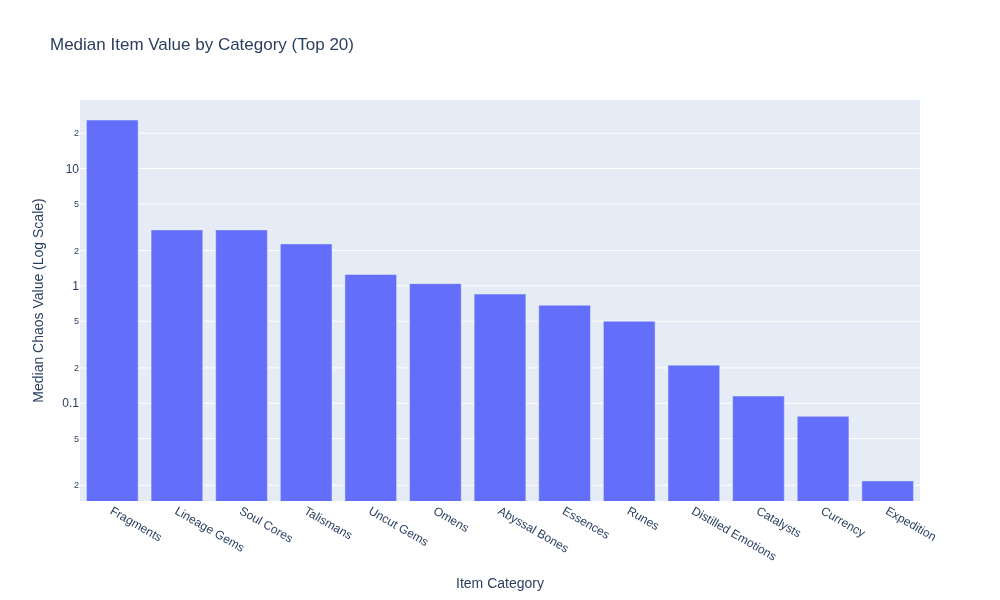 Median Item Value by Category (Top 20)
Median Chaos Value (Log Scale)
2
10
5
2
1
5
2
0.1
5
2
Fragments
Lineage Gems
Soul Cores
Talismans
Uncut Gems
Omens
Abyssal Bones
Essences
Runes
Distilled Emotions
Catalysts
Currency
Expedition
Item Category